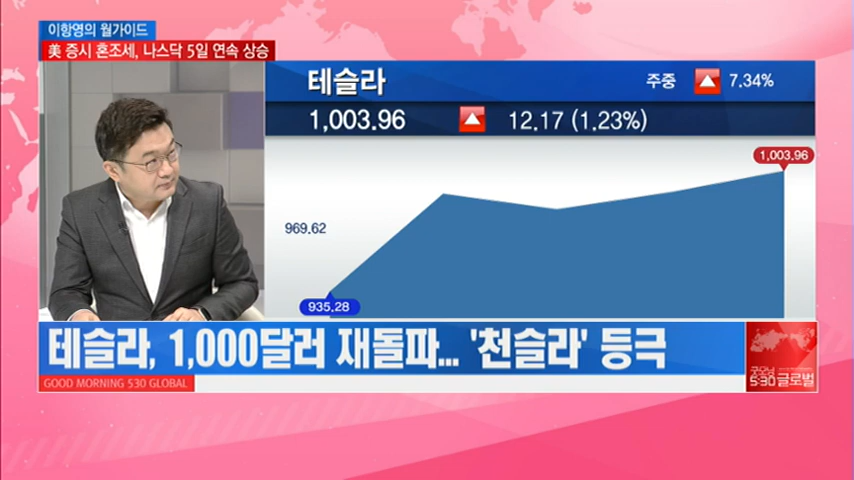 이항영의 월가이드
美 증시 혼조세, 나스닥 5일 연속 상승
테슬라
주중 7.34%
1,003.96 12.17 (1.23%)
1,003.96
969.62
935.28
테슬라, 1,000달러 재돌파... '천슬라' 등극
굿모닝
5:30 글로벌
GOOD MORNING 530 GLOBAL